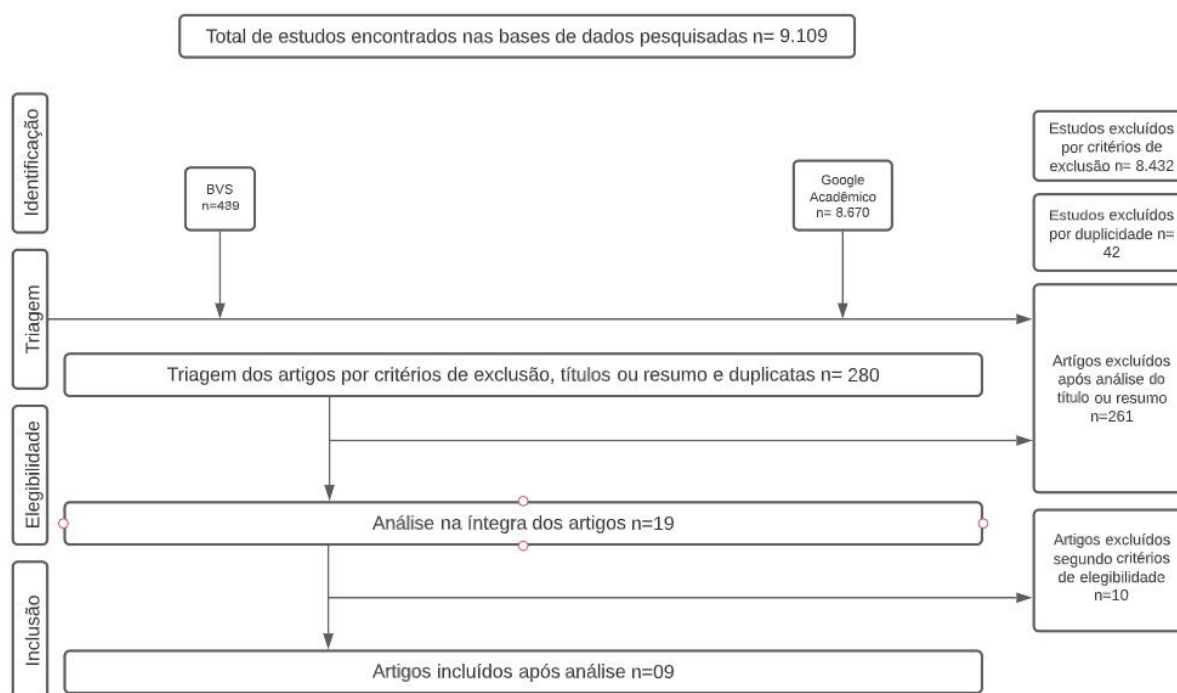 Total de estudos encontrados nas bases de dados pesquisadas n= 9.109
Identificação
BVS
n=439
Google
Acadêmico
n= 8.670
Estudos excluídos
por critérios de
exclusão n= 8.432
Estudos excluídos
por duplicidade n=
42
Triagem
Triagem dos artigos por critérios de exclusão, títulos ou resumo e duplicatas n= 280
Artígos excluídos
após análise do
título ou resumo
n=261
Elegibilidade
Análise na íntegra dos artigos n=19
Artigos excluídos
segundo critérios
de elegibilidade
n=10
Inclusão
Artigos incluídos após análise n=09